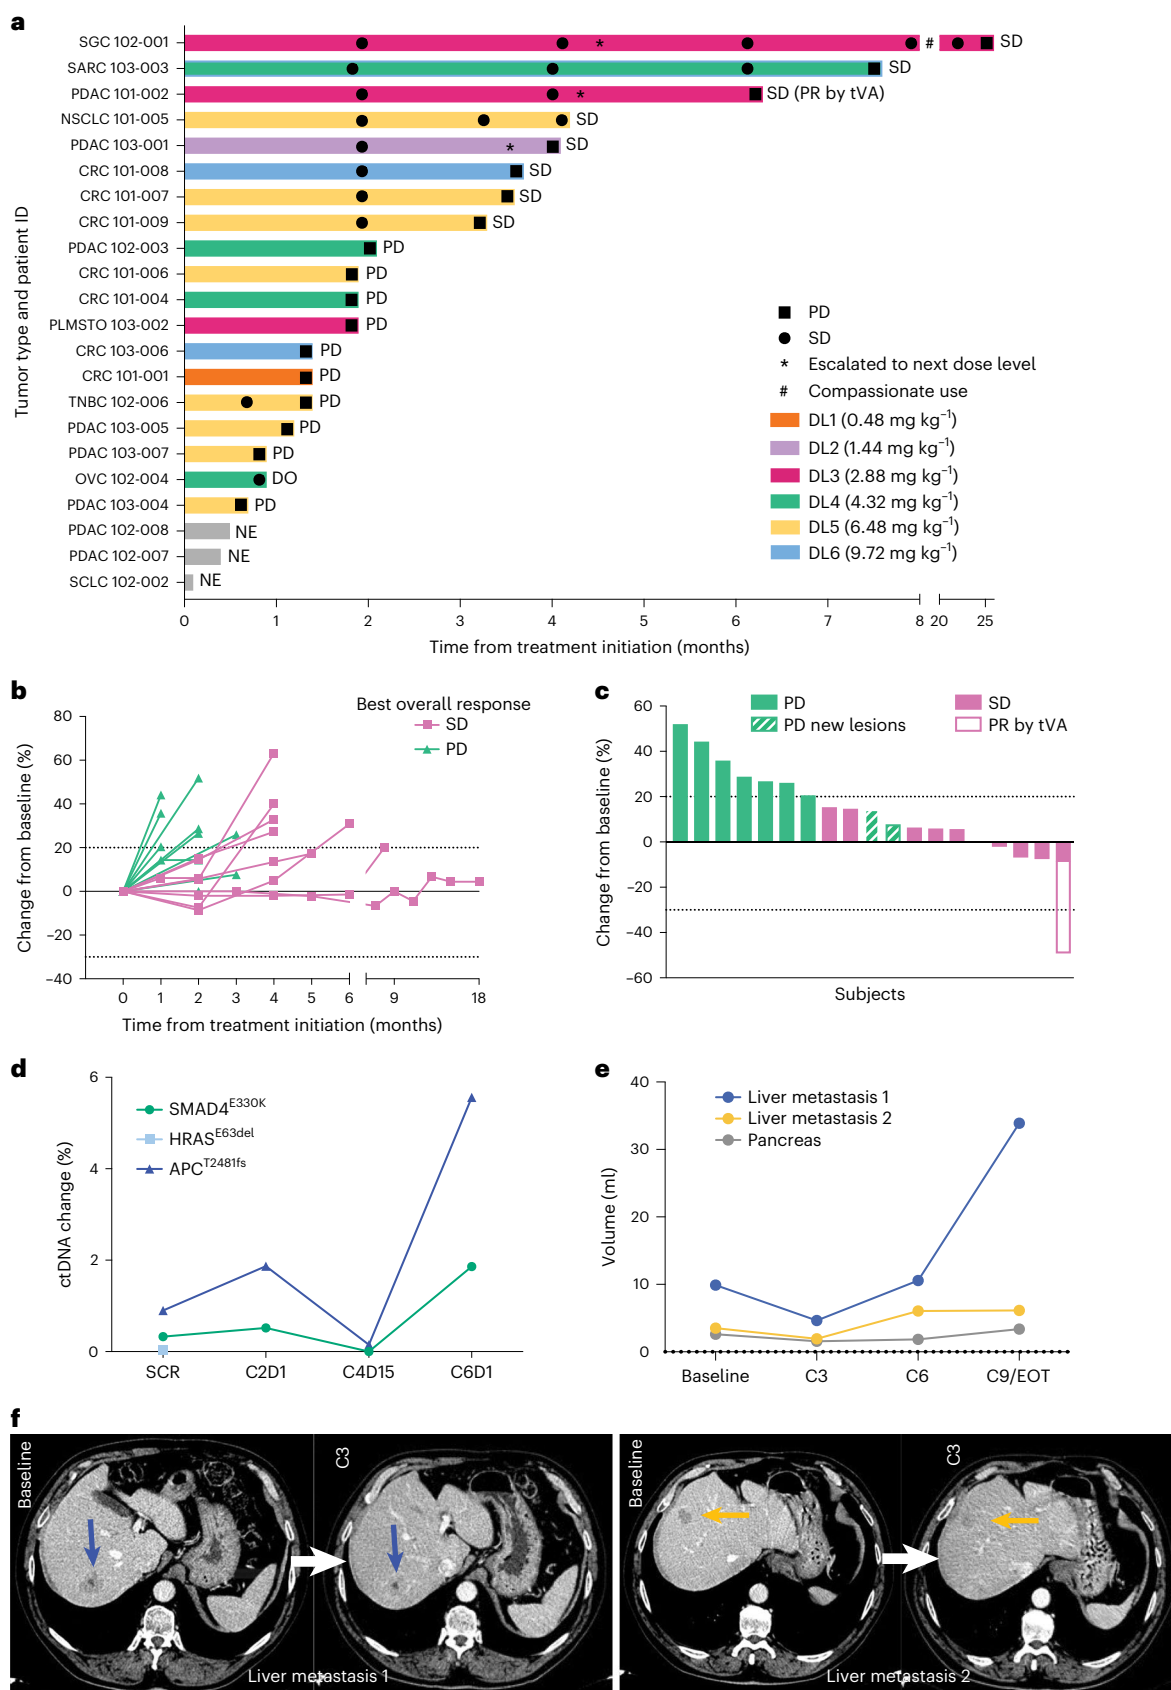 a
SGC 102-001
SD
SARC 103-003
SD
PDAC 101-002
SD (PR by tVA)
NSCLC 101-005
SD
PDAC 103-001
SD
CRC 101-008
SD
CRC 101-007
SD
CRC 101-009
SD
PDAC 102-003
PD
CRC 101-006
PD
CRC 101-004
PD
PLMSTO 103-002
PD
CRC 103-006
PD
CRC 101-001
PD
TNBC 102-006
PD
PDAC 103-005
PD
PDAC 103-007
PD
OVC 102-004
DO
PDAC 103-004
PD
PDAC 102-008
NE
PDAC 102-007
NE
SCLC 102-002
NE
Tumor type and patient ID
* #
*
*
PD
SD
* Escalated to next dose level
# Compassionate use
DL1 (0.48 mg kg⁻¹)
DL2 (1.44 mg kg⁻¹)
DL3 (2.88 mg kg⁻¹)
DL4 (4.32 mg kg⁻¹)
DL5 (6.48 mg kg⁻¹)
DL6 (9.72 mg kg⁻¹)
0 1 2 3 4 5 6 7 8 20 25
Time from treatment initiation (months)
b
Best overall response
SD
PD
80
60
40
20
0
–20
–40
Change from baseline (%)
0 1 2 3 4 5 6 9 18
Time from treatment initiation (months)
c
PD
PD new lesions
SD
PR by tVA
60
40
20
0
–20
–40
–60
Change from baseline (%)
Subjects
d
SMAD4^E330K
HRAS^E63del
APC^T2481fs
6
4
2
0
ctDNA change (%)
SCR C2D1 C4D15 C6D1
e
Liver metastasis 1
Liver metastasis 2
Pancreas
40
30
20
10
0
Volume (ml)
Baseline C3 C6 C9/EOT
f
Baseline
C3
Liver metastasis 1
Baseline
C3
Liver metastasis 2